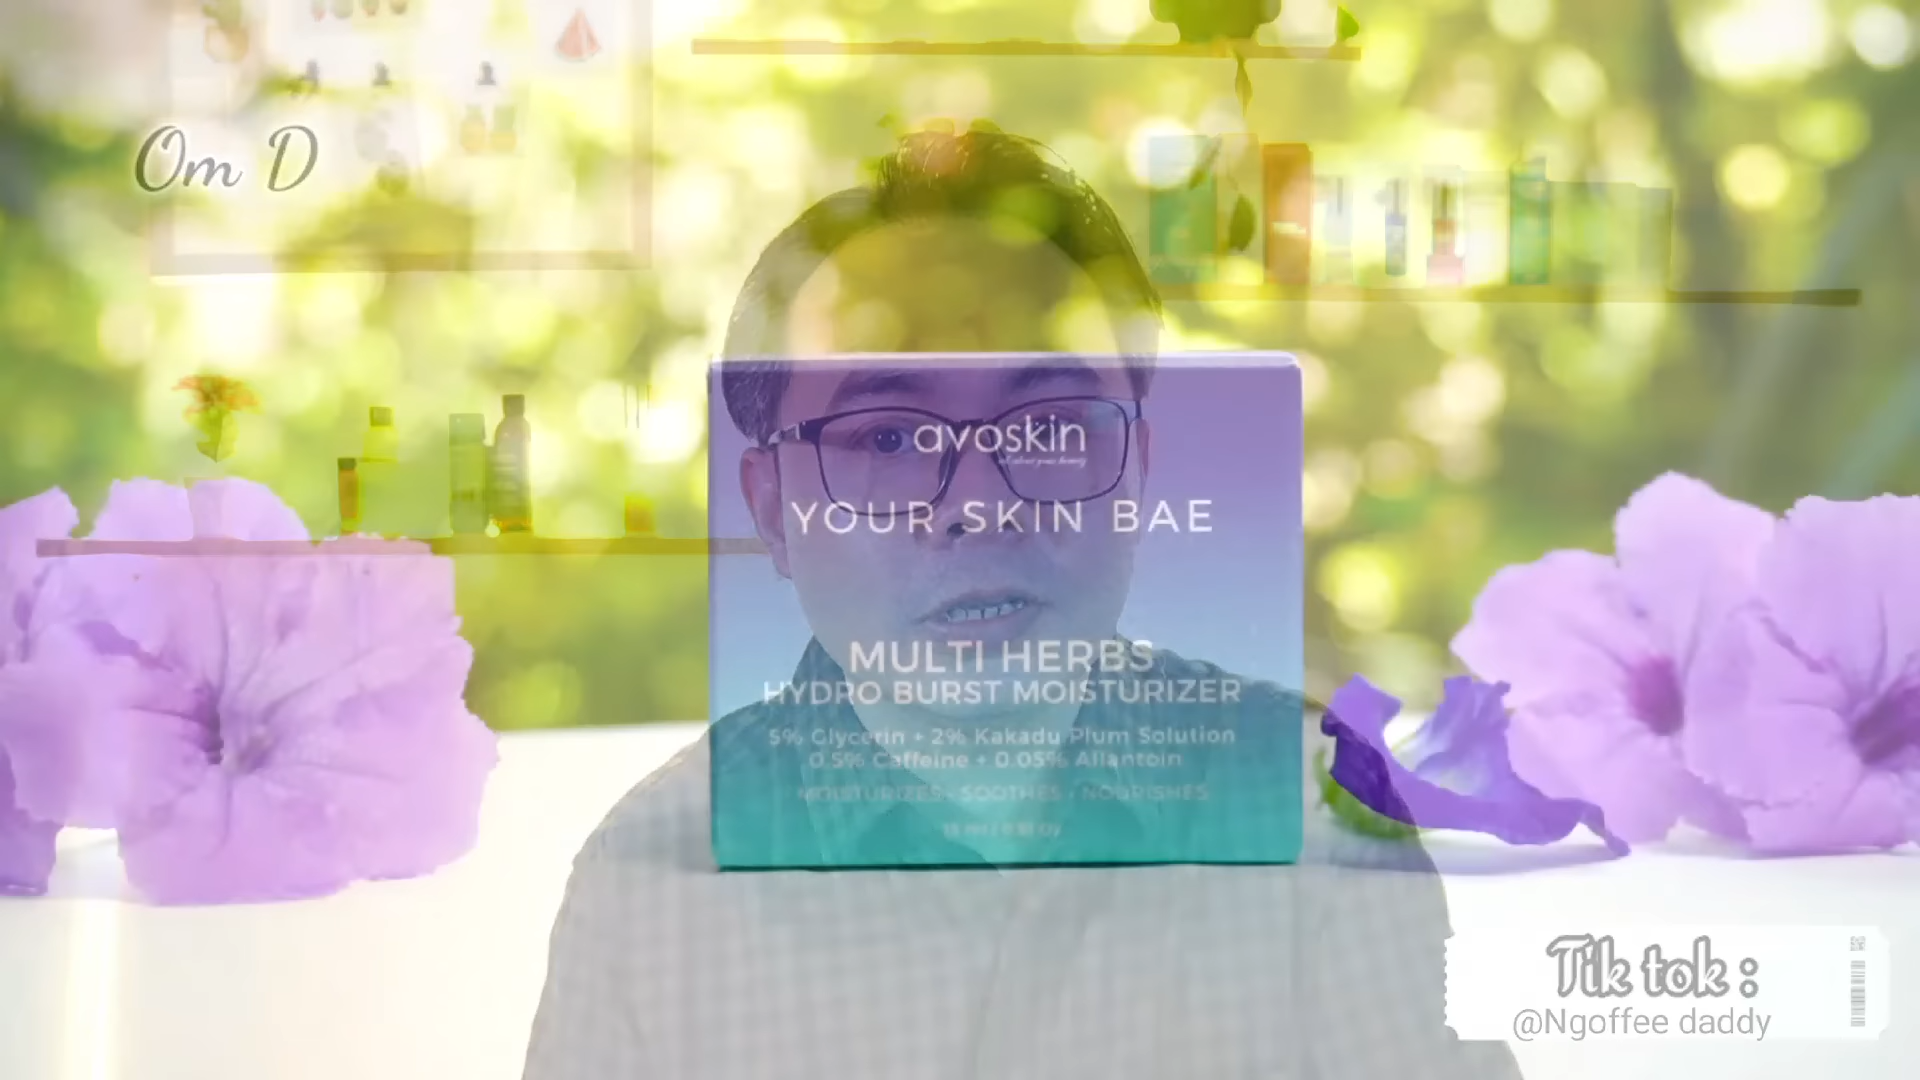 Om D
avoskin
YOUR SKIN BAE
MULTI HERBS
HYDRO BURST MOISTURIZER
5% Glycerin + 2% Kakadu Plum Solution
0.5% Caffeine + 0.05% Allantoin
MOISTURIZES - SOOTHES - NOURISHES
Tik tok :
@Ngoffee daddy